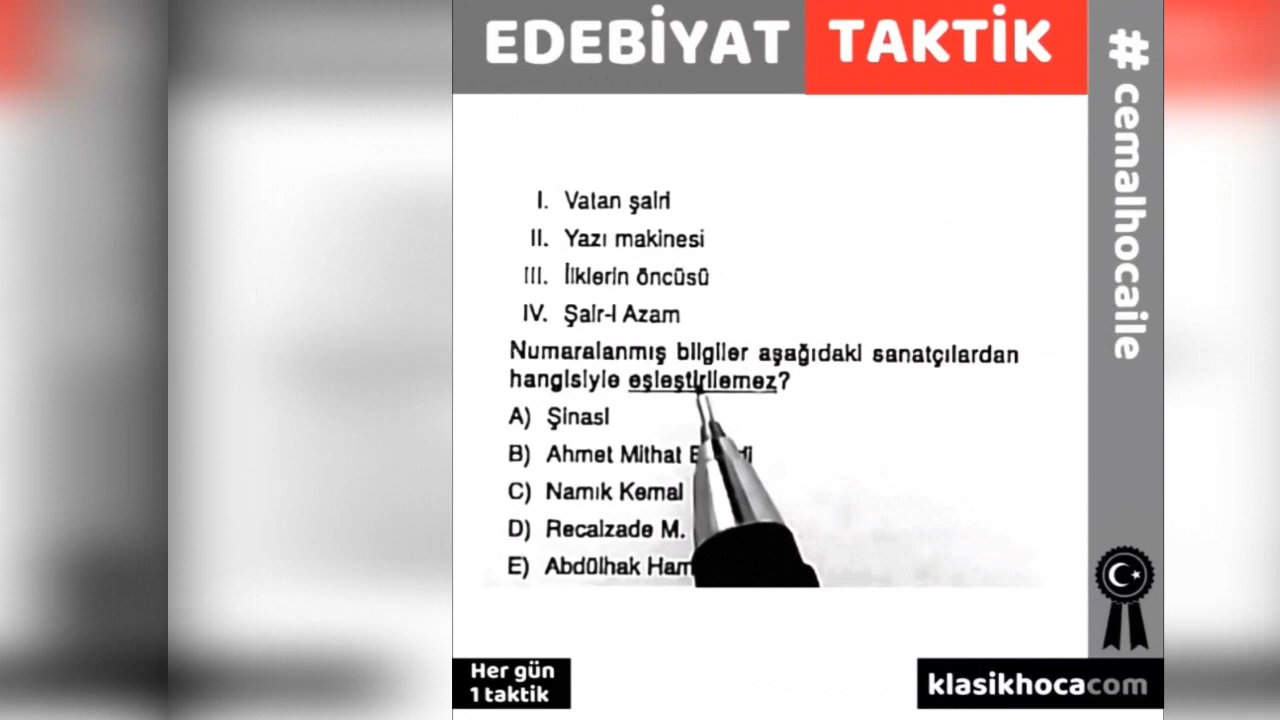 EDEBİYAT TAKTİK
#cemalhocaile
I. Vatan şairi
II. Yazı makinesi
III. İlklerin öncüsü
IV. Şair-i Azam
Numaralanmış bilgiler aşağıdaki sanatçılardan
hangisiyle eşleştirilemez?
A) Şinasi
B) Ahmet Mithat
C) Namık Kemal
D) Recaizade M.
E) Abdülhak
Her gün
1 taktik
klasikhocacom